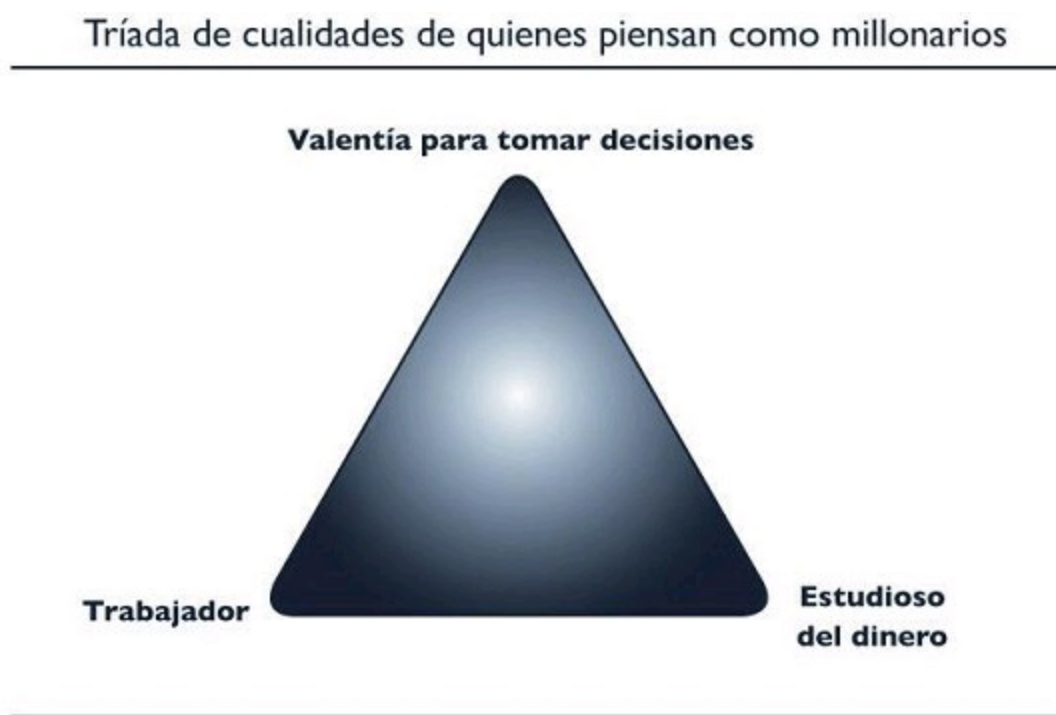 Tríada de cualidades de quienes piensan como millonarios
Valentía para tomar decisiones
Trabajador
Estudioso
del dinero